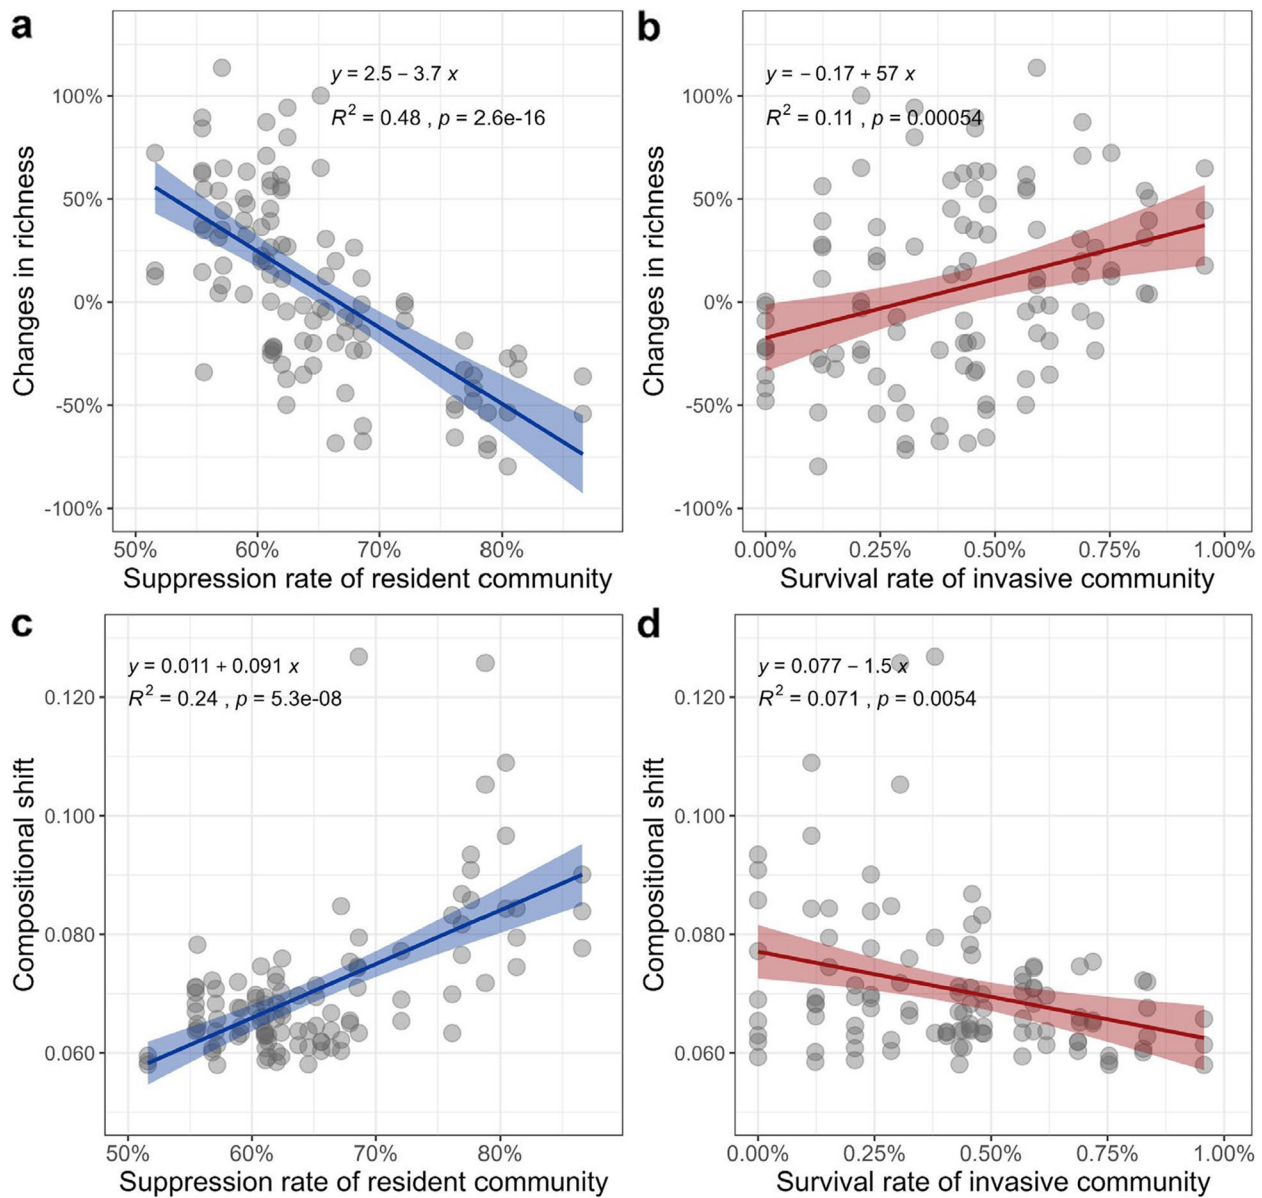 a
y = 2.5 − 3.7 x
R² = 0.48 , p = 2.6e-16
100%
50%
0%
-50%
-100%
Changes in richness
50% 60% 70% 80%
Suppression rate of resident community
b
y = − 0.17 + 57 x
R² = 0.11 , p = 0.00054
100%
50%
0%
-50%
-100%
Changes in richness
0.00% 0.25% 0.50% 0.75% 1.00%
Survival rate of invasive community
c
y = 0.011 + 0.091 x
R² = 0.24 , p = 5.3e-08
0.120
0.100
0.080
0.060
Compositional shift
50% 60% 70% 80%
Suppression rate of resident community
d
y = 0.077 − 1.5 x
R² = 0.071 , p = 0.0054
0.120
0.100
0.080
0.060
Compositional shift
0.00% 0.25% 0.50% 0.75% 1.00%
Survival rate of invasive community